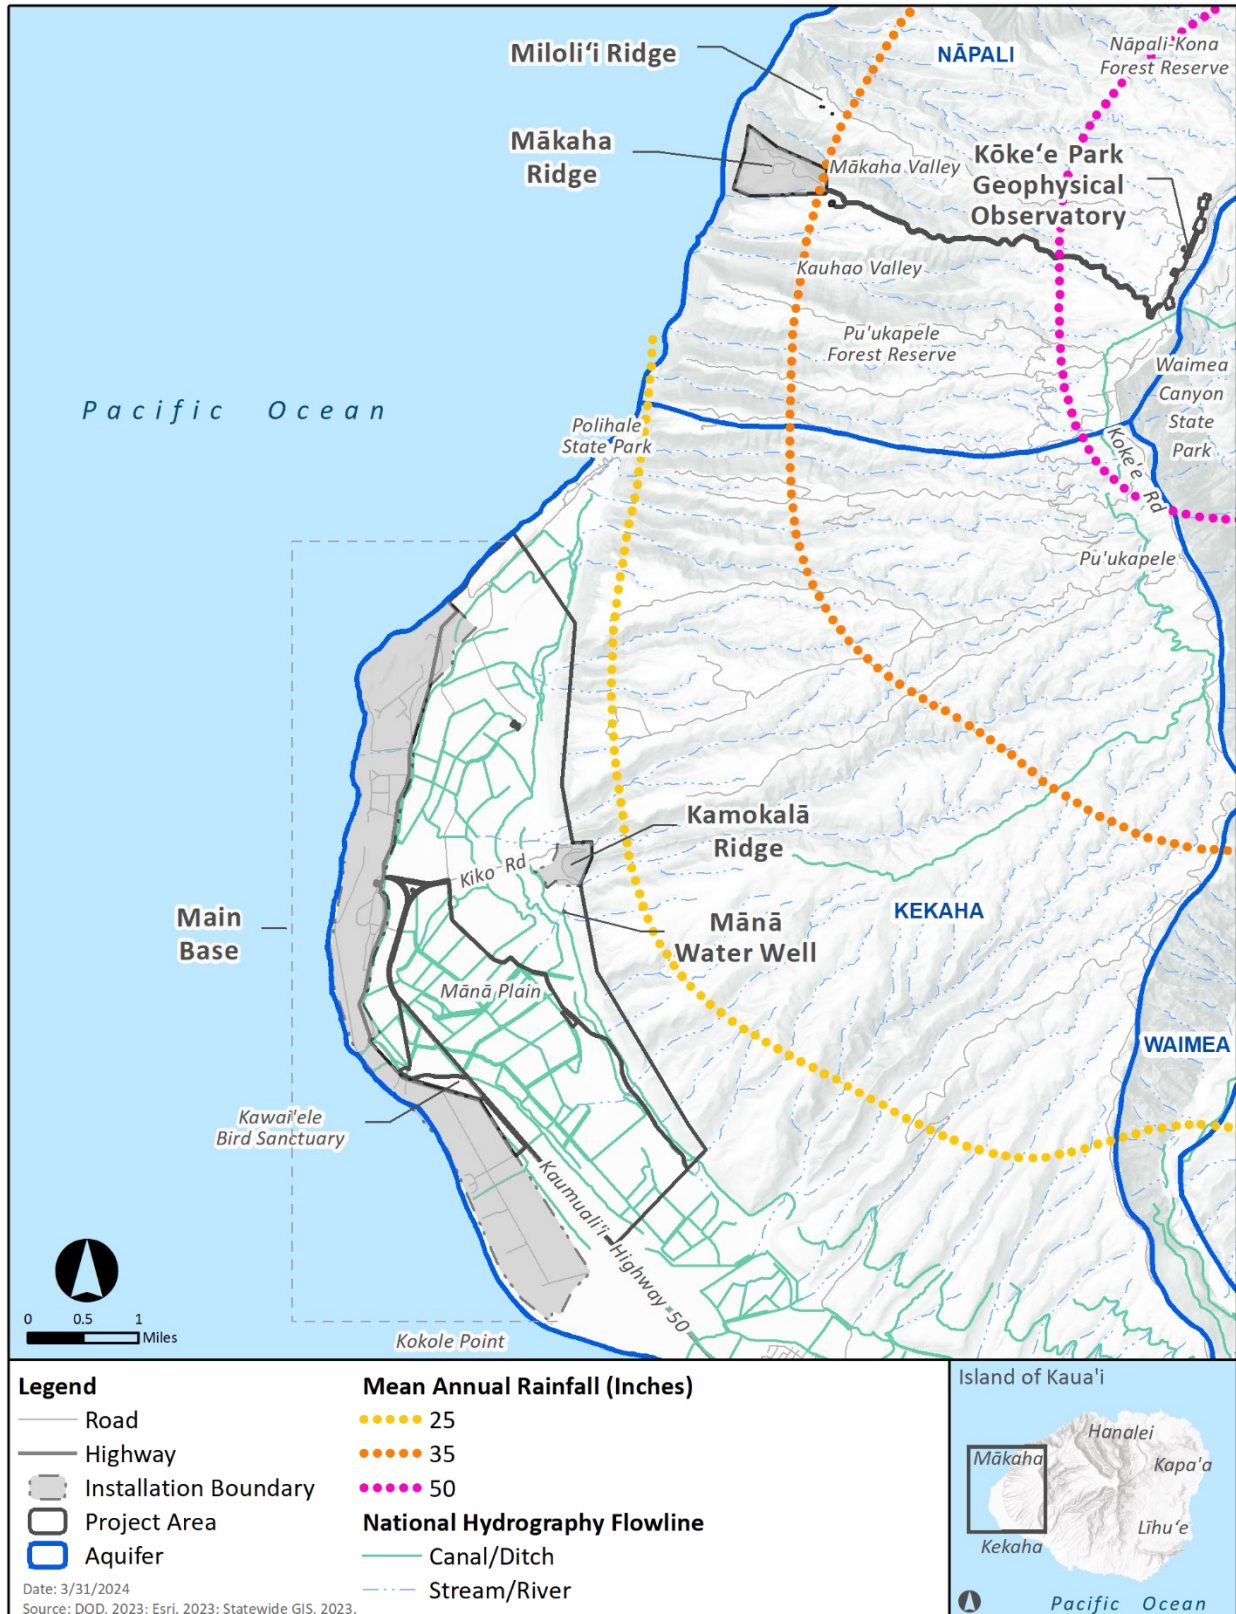 Miloli‘i Ridge
NĀPALI
Nāpali-Kona
Forest Reserve
Mākaha
Ridge
Mākaha Valley
Kōke‘e Park
Geophysical
Observatory
Kauhao Valley
Pu'ukapele
Forest Reserve
Waimea
Canyon
State
Park
Pacific Ocean
Polihale
State Park
Koke'e Rd
Pu'ukapele
Kamokalā
Ridge
Kiko Rd
KEKAHA
Main
Base
Mānā
Water Well
Mānā Plain
WAIMEA
Kawai'ele
Bird Sanctuary
Kaumuali'i Highway 50
0 0.5 1
Miles
Kokole Point
Legend
Road
Highway
Installation Boundary
Project Area
Aquifer
Date: 3/31/2024
Source: DOD, 2023; Esri, 2023; Statewide GIS, 2023.
Mean Annual Rainfall (Inches)
25
35
50
National Hydrography Flowline
Canal/Ditch
Stream/River
Island of Kaua'i
Hanalei
Mākaha
Kapa'a
Līhu‘e
Kekaha
Pacific Ocean